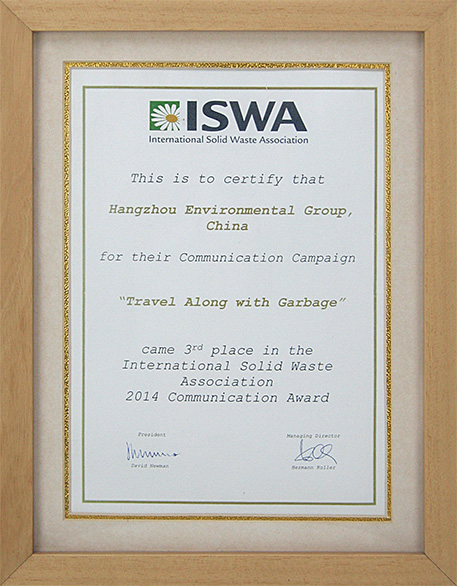 ISWA
International Solid Waste Association
This is to certify that
Hangzhou Environmental Group,
China
for their Communication Campaign
“Travel Along with Garbage”
came 3rd place in the
International Solid Waste
Association
2014 Communication Award
President
Managing Director
David Newman
Hermann Koller